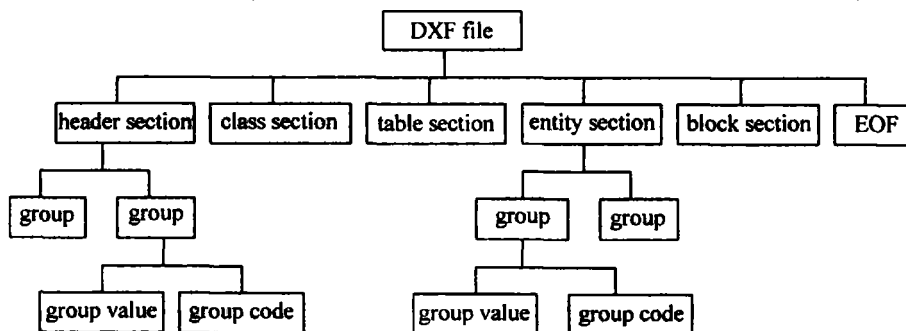 DXF file
header section
class section
table section
entity section
block section
EOF
group
group
group
group
group value
group code
group value
group code